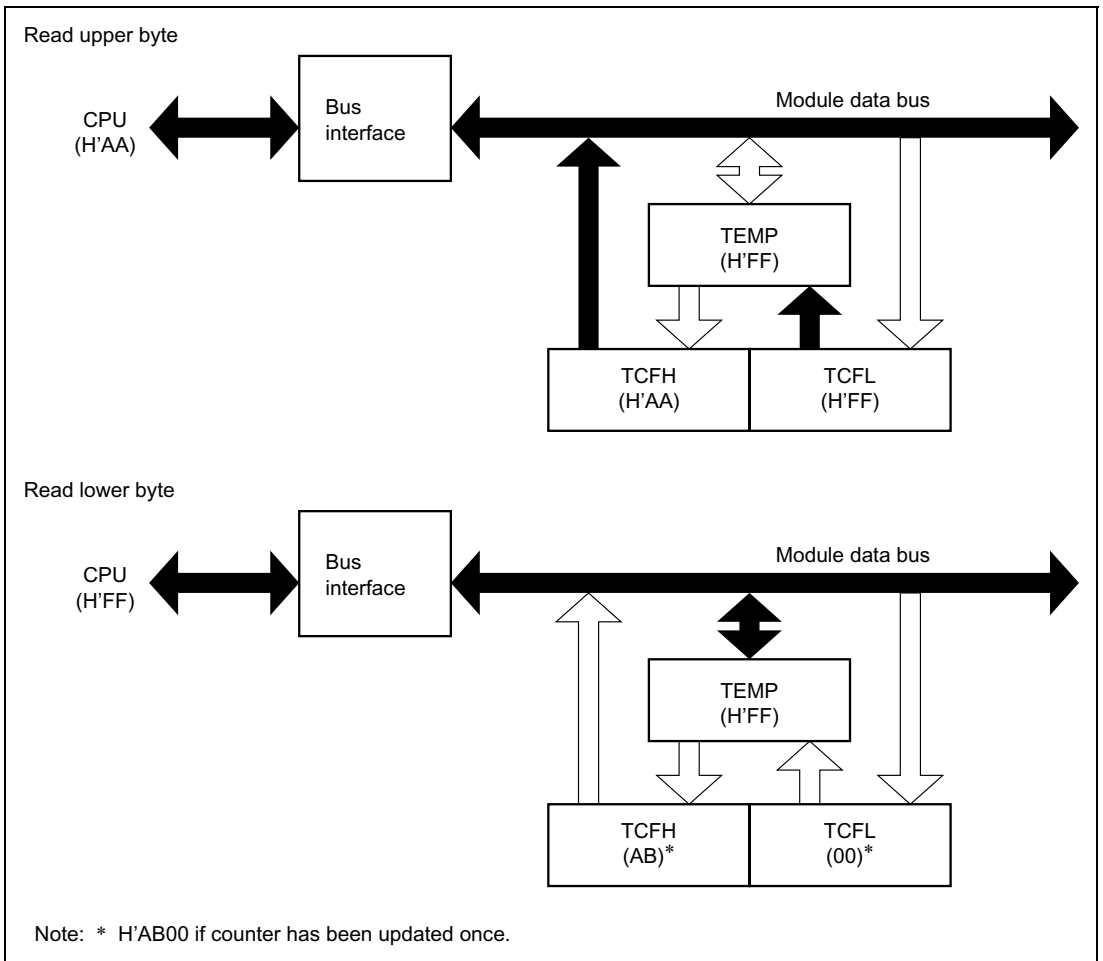 Read upper byte
CPU
(H’AA)
Bus
interface
Module data bus
TEMP
(H’FF)
TCFH
(H’AA)
TCFL
(H’FF)
Read lower byte
CPU
(H’FF)
Bus
interface
Module data bus
TEMP
(H’FF)
TCFH
(AB)*
TCFL
(00)*
Note: * H’AB00 if counter has been updated once.